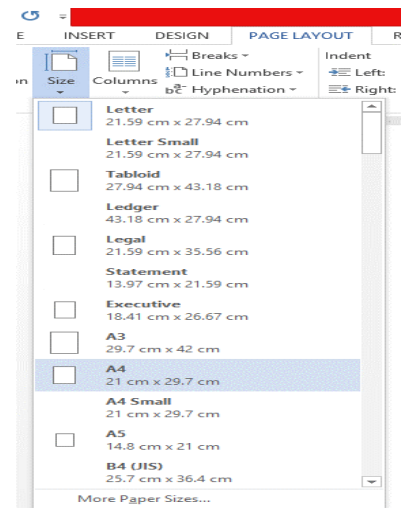 E INSERT DESIGN PAGE LAYOUT R
Breaks Indent
Line Numbers Left:
on Size Columns
bc Hyphenation Right:
Letter
21.59 cm x 27.94 cm
Letter Small
21.59 cm x 27.94 cm
Tabloid
27.94 cm x 43.18 cm
Ledger
43.18 cm x 27.94 cm
Legal
21.59 cm x 35.56 cm
Statement
13.97 cm x 21.59 cm
Executive
18.41 cm x 26.67 cm
A3
29.7 cm x 42 cm
A4
21 cm x 29.7 cm
A4 Small
21 cm x 29.7 cm
A5
14.8 cm x 21 cm
B4 (JIS)
25.7 cm x 36.4 cm
More Paper Sizes...